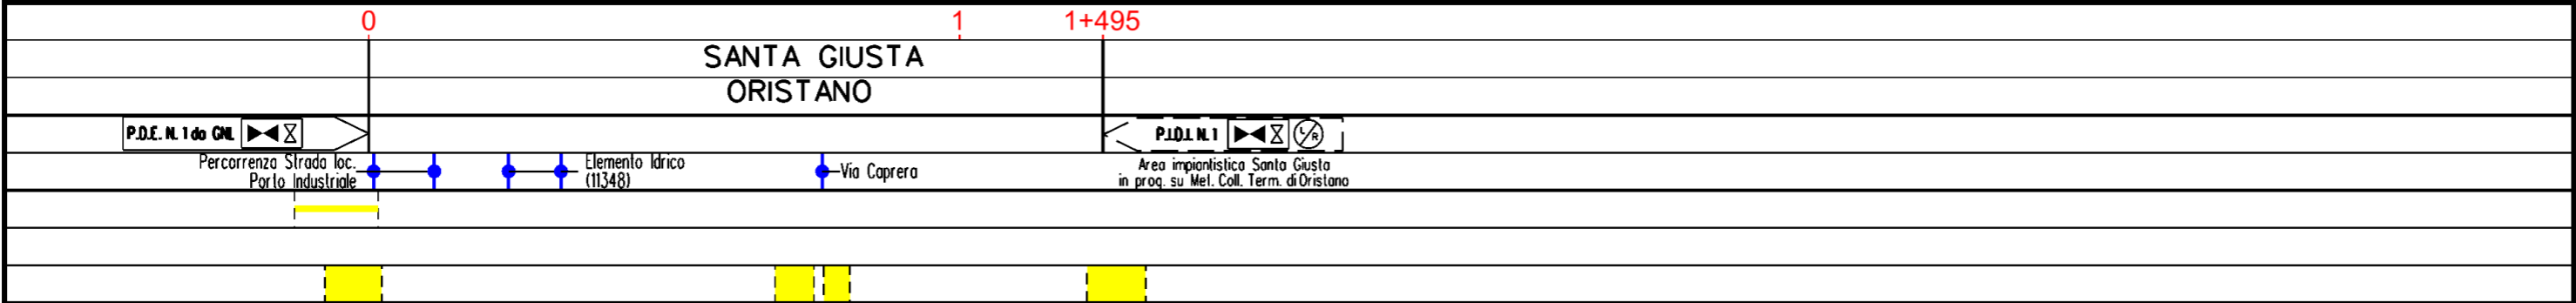 0 1 1+495
SANTA GIUSTA
ORISTANO
P.D.E. N. 1 da GNL
P.I.D.I. N. 1 L/R
Percorrenza Strada loc.
Porto Industriale
Elemento Idrico
(11348)
Via Caprera
Area impiantistica Santa Giusta
in prog. su Met. Coll. Term. di Oristano